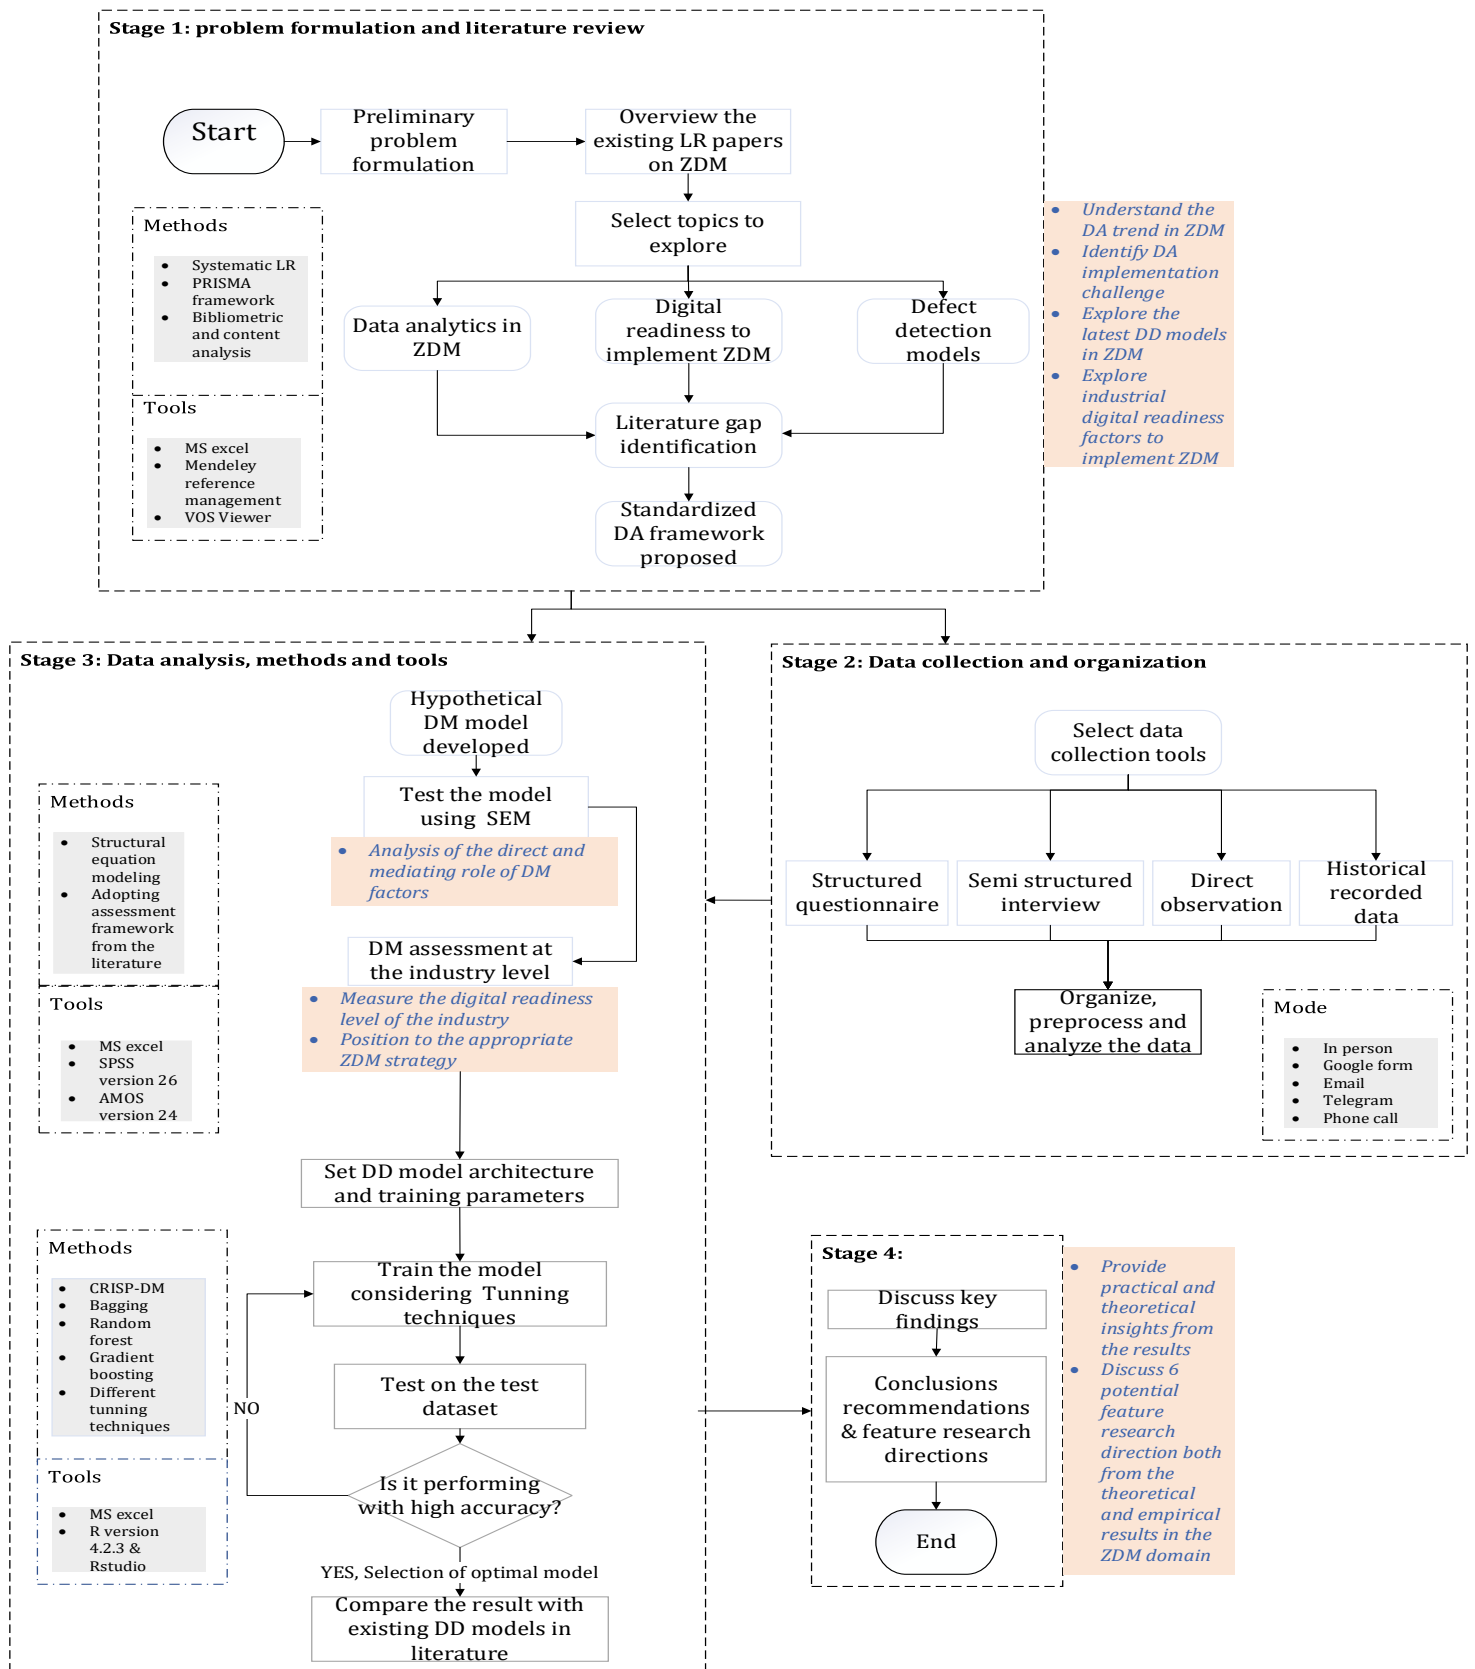 Stage 1: problem formulation and literature review
Start
Preliminary
problem
formulation
Overview the
existing LR papers
on ZDM
Select topics to
explore
Methods
• Systematic LR
• PRISMA
framework
• Bibliometric
and content
analysis
Tools
• MS excel
• Mendeley
reference
management
• VOS Viewer
Data analytics in
ZDM
Digital
readiness to
implement ZDM
Defect
detection
models
Literature gap
identification
Standardized
DA framework
proposed
• Understand the
DA trend in ZDM
• Identify DA
implementation
challenge
• Explore the
latest DD models
in ZDM
• Explore
industrial
digital readiness
factors to
implement ZDM
Stage 3: Data analysis, methods and tools
Hypothetical
DM model
developed
Test the model
using SEM
• Analysis of the direct and
mediating role of DM
factors
DM assessment at
the industry level
• Measure the digital readiness
level of the industry
• Position to the appropriate
ZDM strategy
Methods
• Structural
equation
modeling
• Adopting
assessment
framework
from the
literature
Tools
• MS excel
• SPSS
version 26
• AMOS
version 24
Set DD model architecture
and training parameters
Train the model
considering Tunning
techniques
Test on the test
dataset
Is it performing
with high accuracy?
NO
YES, Selection of optimal model
Compare the result with
existing DD models in
literature
Methods
• CRISP-DM
• Bagging
• Random
forest
• Gradient
boosting
• Different
tunning
techniques
Tools
• MS excel
• R version
4.2.3 &
Rstudio
Stage 2: Data collection and organization
Select data
collection tools
Structured
questionnaire
Semi structured
interview
Direct
observation
Historical
recorded
data
Organize,
preprocess and
analyze the data
Mode
• In person
• Google form
• Email
• Telegram
• Phone call
Stage 4:
Discuss key
findings
Conclusions
recommendations
& feature research
directions
End
• Provide
practical and
theoretical
insights from
the results
• Discuss 6
potential
feature
research
direction both
from the
theoretical
and empirical
results in the
ZDM domain